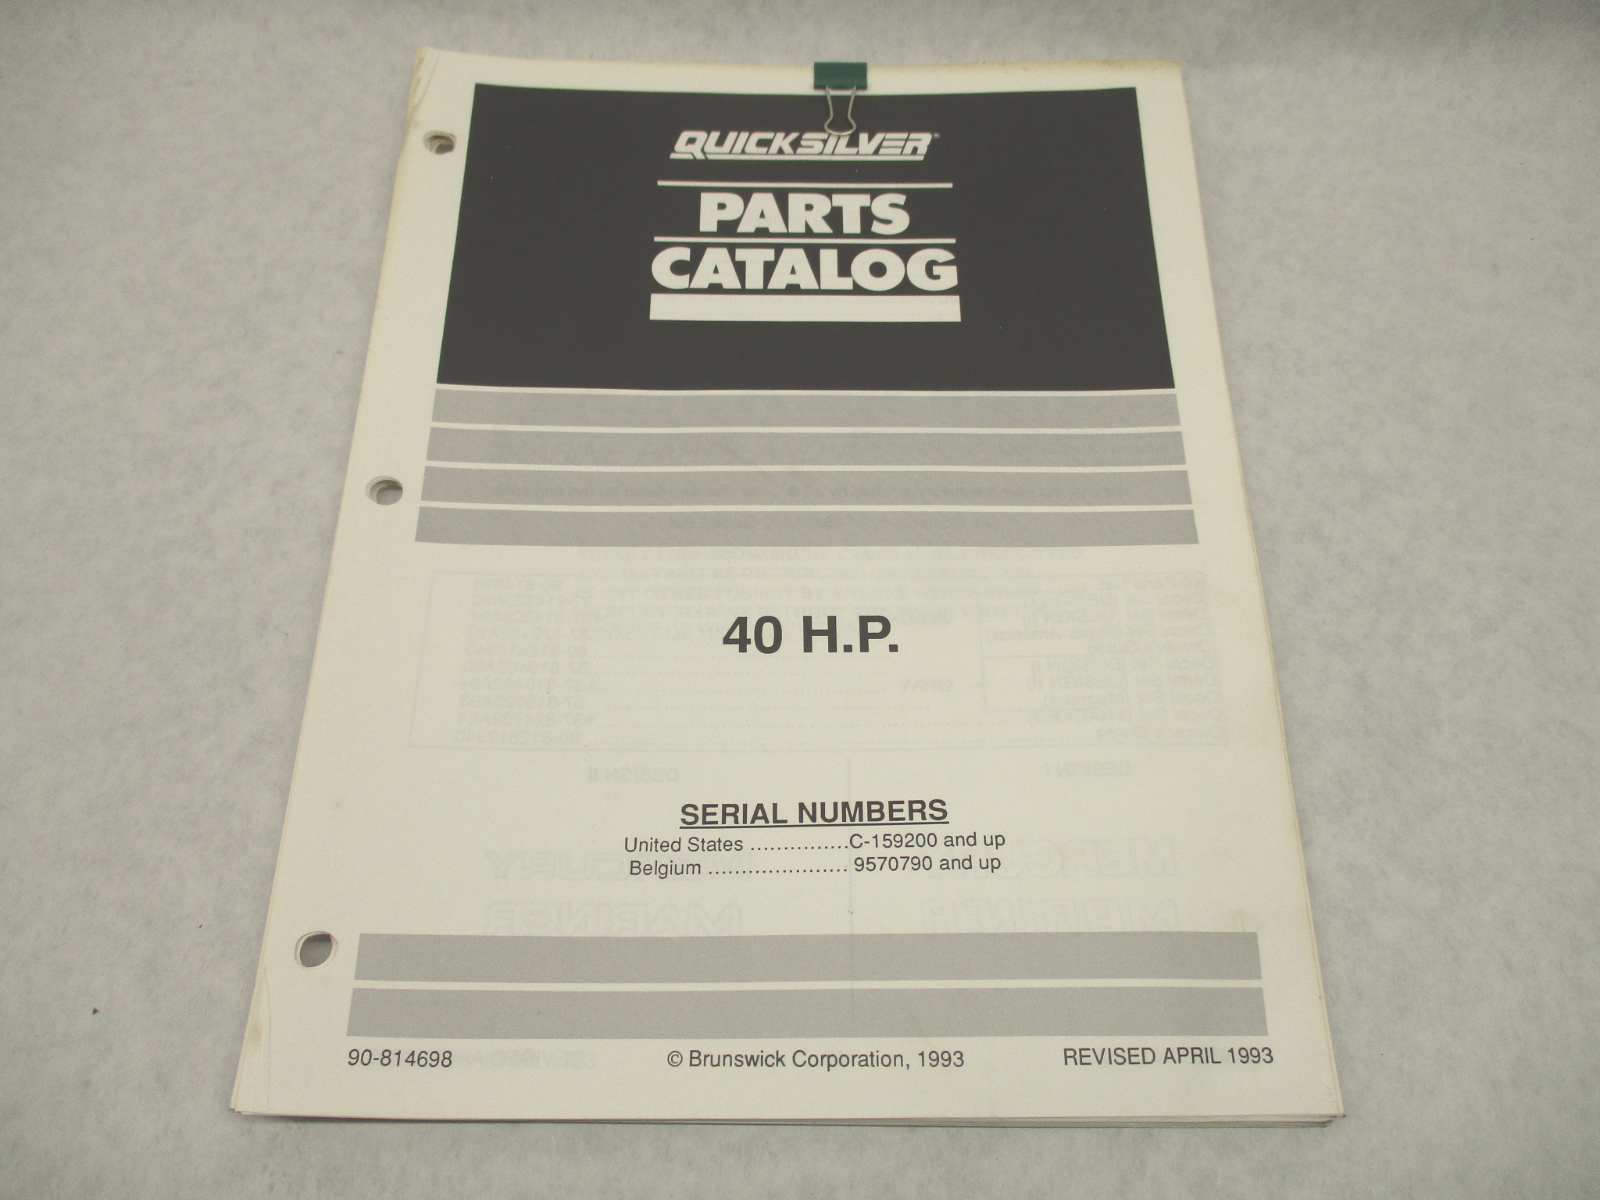 QUICKSILVER
PARTS
CATALOG
40 H.P.
SERIAL NUMBERS
United States ...............C-159200 and up
Belgium ..................... 9570790 and up
90-814698 © Brunswick Corporation, 1993 REVISED APRIL 1993